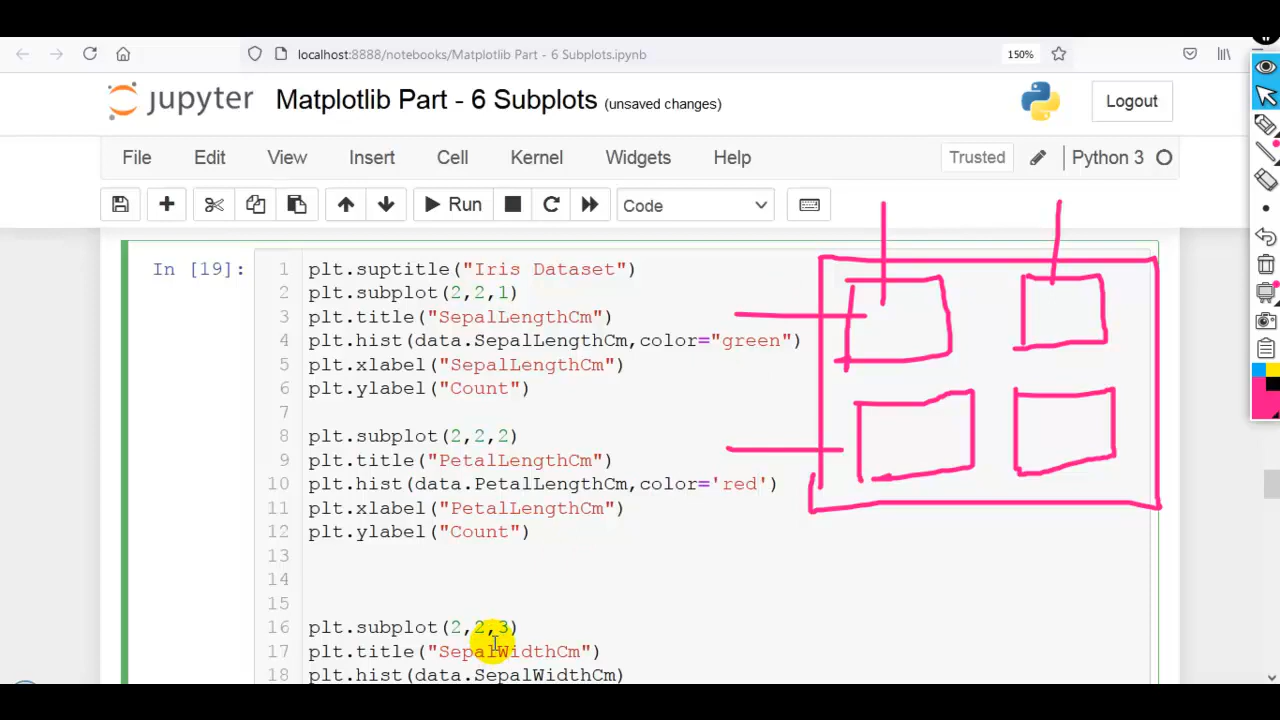 localhost:8888/notebooks/Matplotlib Part - 6 Subplots.ipynb
150%
jupyter Matplotlib Part - 6 Subplots (unsaved changes)
Logout
File Edit View Insert Cell Kernel Widgets Help
Trusted Python 3
Run Code
In [19]:
1 plt.suptitle("Iris Dataset")
2 plt.subplot(2,2,1)
3 plt.title("SepalLengthCm")
4 plt.hist(data.SepalLengthCm,color="green")
5 plt.xlabel("SepalLengthCm")
6 plt.ylabel("Count")
7
8 plt.subplot(2,2,2)
9 plt.title("PetalLengthCm")
10 plt.hist(data.PetalLengthCm,color='red')
11 plt.xlabel("PetalLengthCm")
12 plt.ylabel("Count")
13
14
15
16 plt.subplot(2,2,3)
17 plt.title("SepalWidthCm")
18 plt.hist(data.SepalWidthCm)